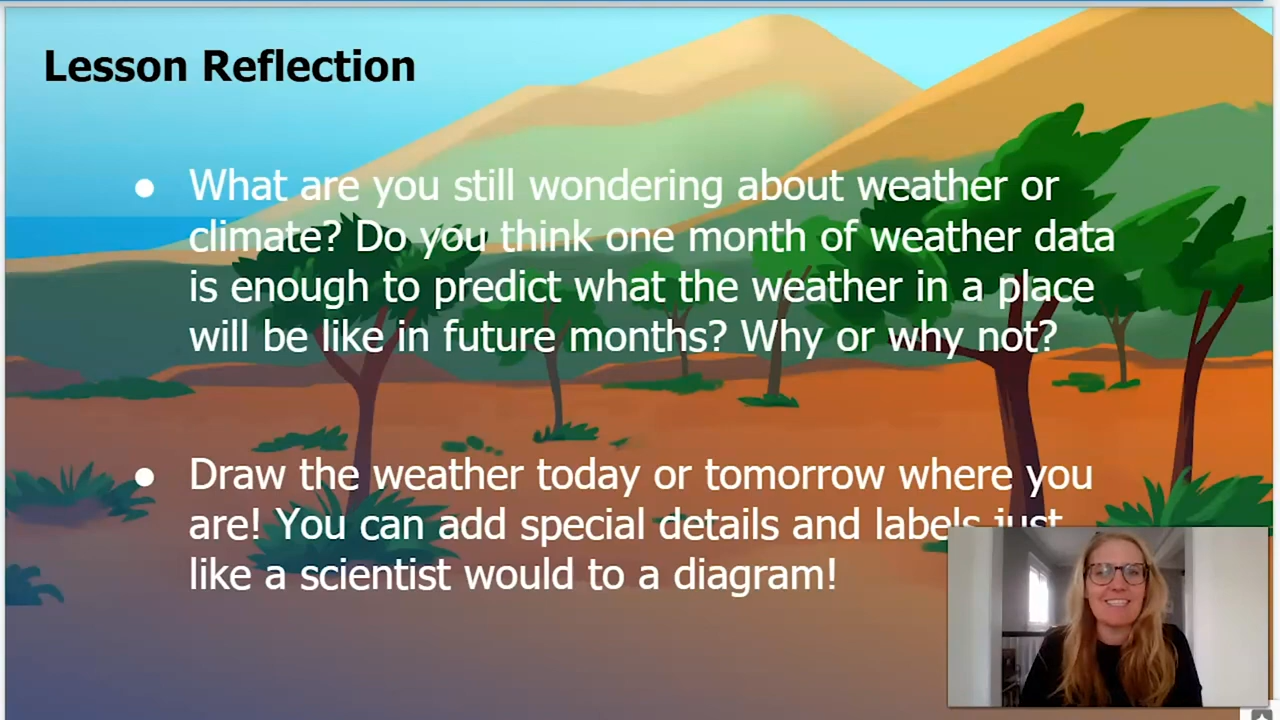 Lesson Reflection
● What are you still wondering about weather or
climate? Do you think one month of weather data
is enough to predict what the weather in a place
will be like in future months? Why or why not?
● Draw the weather today or tomorrow where you
are! You can add special details and labels just
like a scientist would to a diagram!